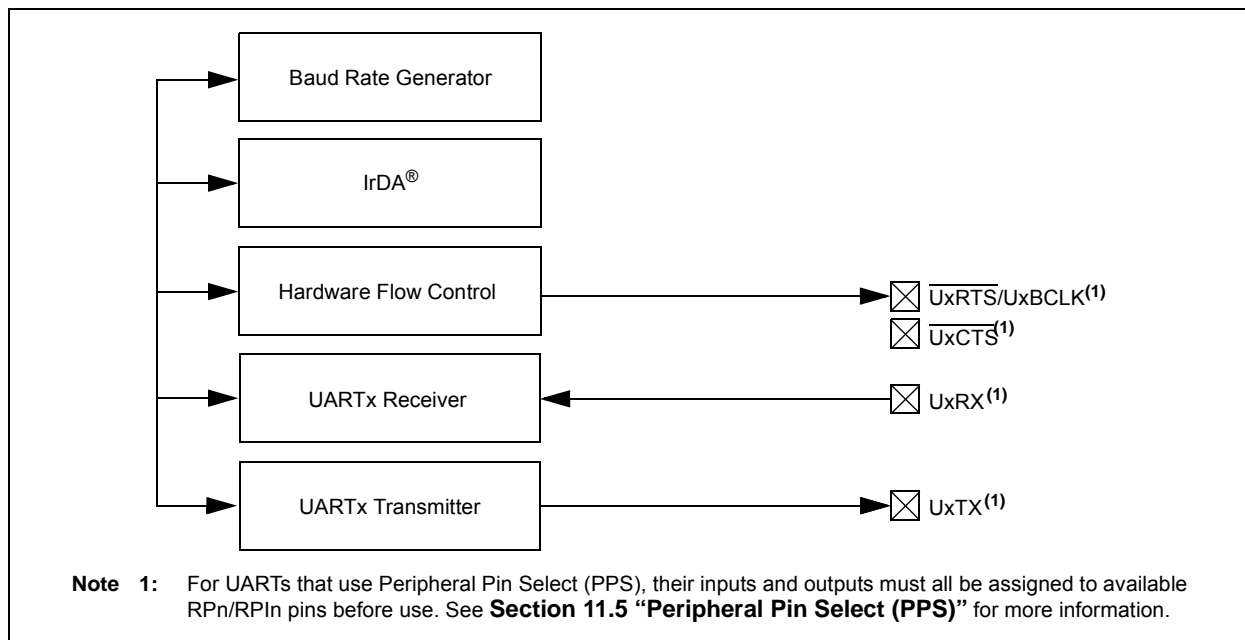 Baud Rate Generator
IrDA®
Hardware Flow Control
UxRTS/UxBCLK(1)
UxCTS(1)
UARTx Receiver
UxRX(1)
UARTx Transmitter
UxTX(1)
Note 1: For UARTs that use Peripheral Pin Select (PPS), their inputs and outputs must all be assigned to available
RPn/RPIn pins before use. See Section 11.5 “Peripheral Pin Select (PPS)” for more information.